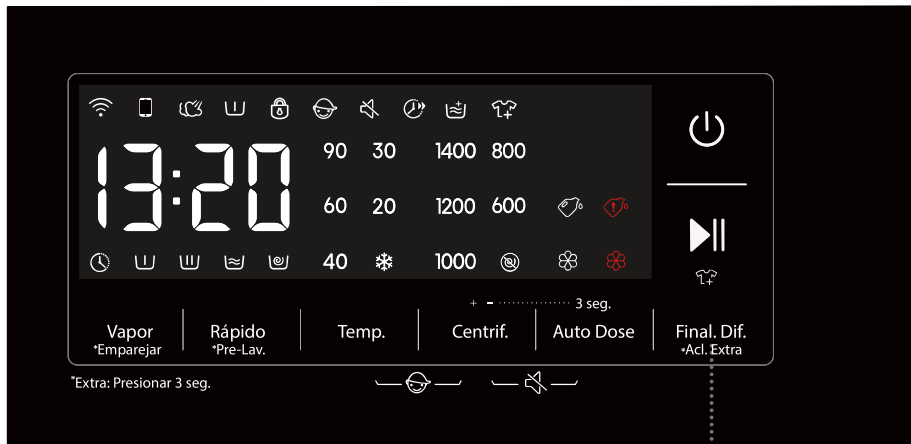 90 30 1400 800
13:20
60 20 1200 600
40 1000
+ - 3 seg.
Vapor Rápido Temp. Centrif. Auto Dose Final. Dif.
*Emparejar *Pre-Lav. *Acl. Extra
*Extra: Presionar 3 seg.